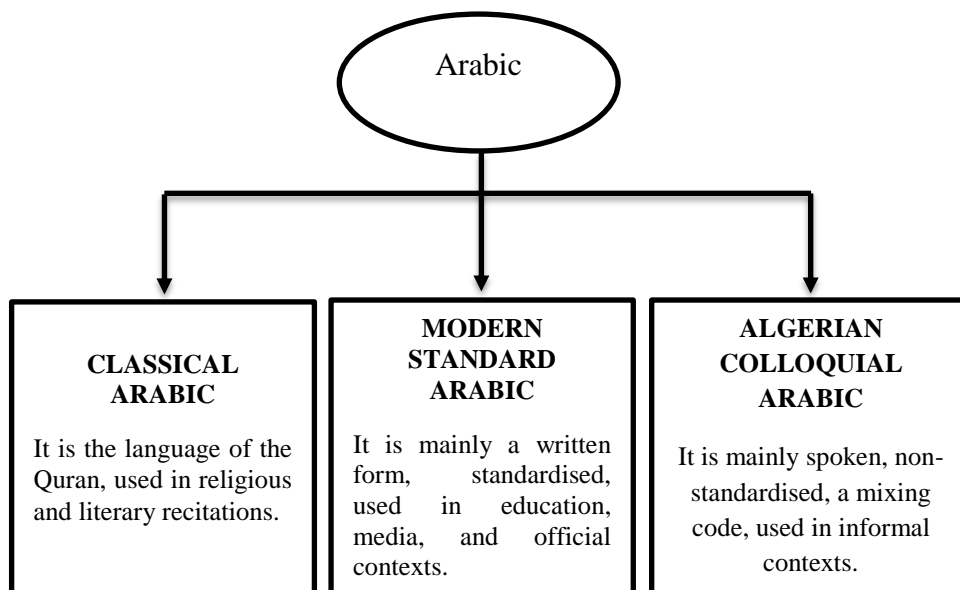 Arabic
CLASSICAL
ARABIC
It is the language of the
Quran, used in religious
and literary recitations.
MODERN
STANDARD
ARABIC
It is mainly a written
form, standardised,
used in education,
media, and official
contexts.
ALGERIAN
COLLOQUIAL
ARABIC
It is mainly spoken, non-
standardised, a mixing
code, used in informal
contexts.